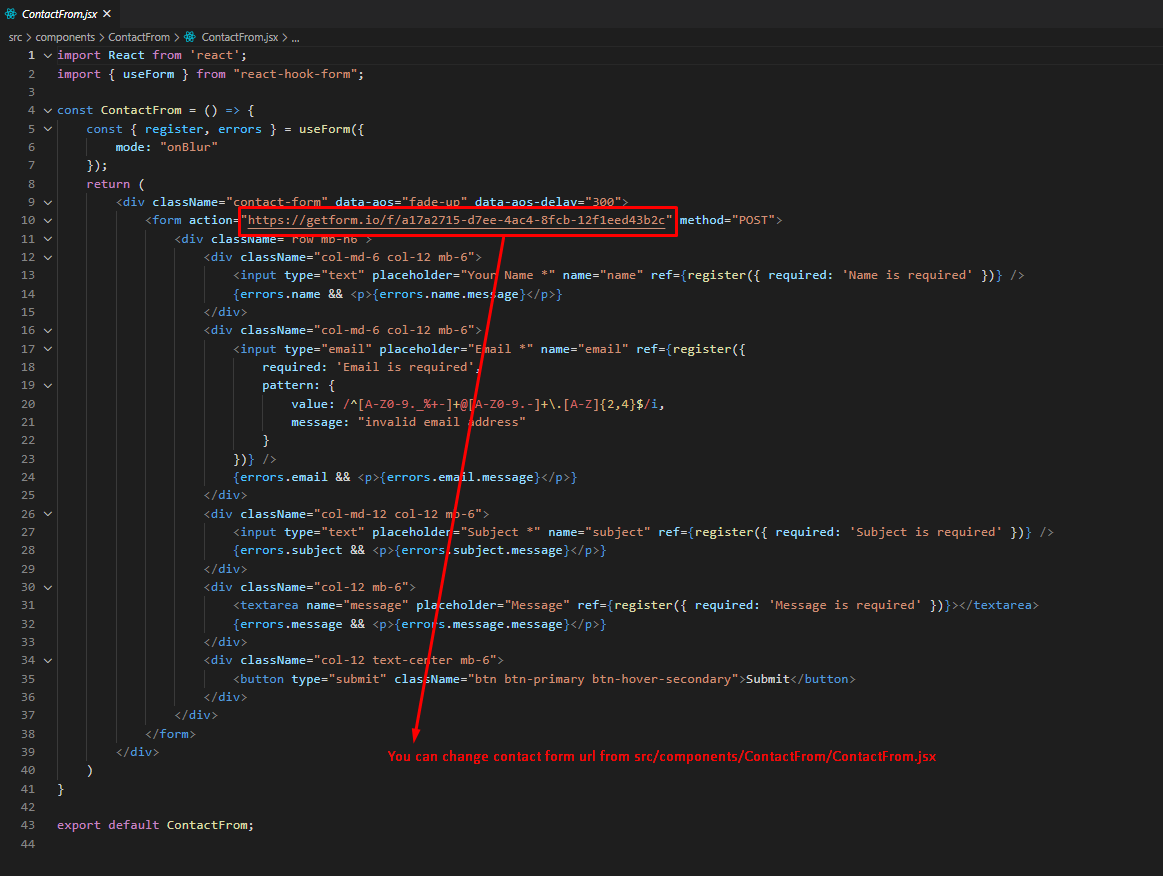 ContactFrom.jsx ×
src > components > ContactFrom > ContactFrom.jsx > ...
1 import React from 'react';
2 import { useForm } from "react-hook-form";
3
4 const ContactFrom = () => {
5     const { register, errors } = useForm({
6         mode: "onBlur"
7     });
8     return (
9         <div className="contact-form" data-aos="fade-up" data-aos-delay="300">
10             <form action="https://getform.io/f/a17a2715-d7ee-4ac4-8fcb-12f1eed43b2c" method="POST">
11                 <div className="row mb-n6">
12                     <div className="col-md-6 col-12 mb-6">
13                         <input type="text" placeholder="Your Name *" name="name" ref={register({ required: 'Name is required' })} />
14                         {errors.name && <p>{errors.name.message}</p>}
15                     </div>
16                     <div className="col-md-6 col-12 mb-6">
17                         <input type="email" placeholder="Email *" name="email" ref={register({
18                             required: 'Email is required',
19                             pattern: {
20                                 value: /^[A-Z0-9._%+-]+@[A-Z0-9.-]+\.[A-Z]{2,4}$/i,
21                                 message: "invalid email address"
22                             }
23                         })} />
24                         {errors.email && <p>{errors.email.message}</p>}
25                     </div>
26                     <div className="col-md-12 col-12 mb-6">
27                         <input type="text" placeholder="Subject *" name="subject" ref={register({ required: 'Subject is required' })} />
28                         {errors.subject && <p>{errors.subject.message}</p>}
29                     </div>
30                     <div className="col-12 mb-6">
31                         <textarea name="message" placeholder="Message" ref={register({ required: 'Message is required' })}></textarea>
32                         {errors.message && <p>{errors.message.message}</p>}
33                     </div>
34                     <div className="col-12 text-center mb-6">
35                         <button type="submit" className="btn btn-primary btn-hover-secondary">Submit</button>
36                     </div>
37                 </div>
38             </form>
39         </div>
You can change contact form url from src/components/ContactFrom/ContactFrom.jsx
40     )
41 }
42
43 export default ContactFrom;
44